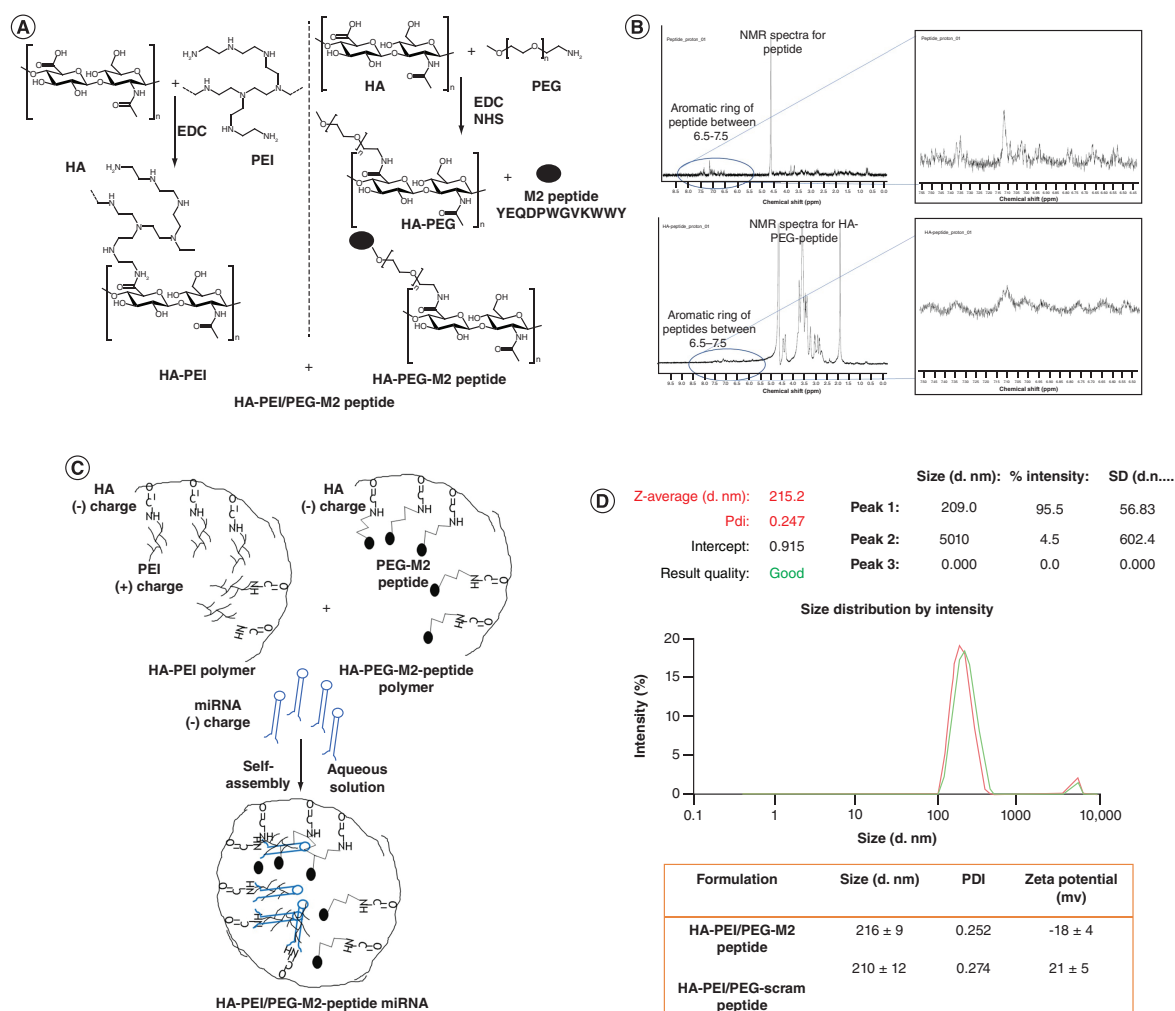 A
HA
EDC
PEI
HA-PEI
+
HA
+
PEG
EDC
NHS
HA-PEG
+
M2 peptide
YEQDPWGVKWWY
HA-PEG-M2 peptide
HA-PEI/PEG-M2 peptide
B
Peptide_proton_01
NMR spectra for
peptide
Aromatic ring of
peptide between
6.5-7.5
Chemical shift (ppm)
Peptide_proton_01
Chemical shift (ppm)
HA-peptide_proton_01
NMR spectra for HA-
PEG-peptide
Aromatic ring of
peptides between
6.5–7.5
Chemical shift (ppm)
HA-peptide_proton_01
Chemical shift (ppm)
C
HA
(-) charge
PEI
(+) charge
HA-PEI polymer
+
HA
(-) charge
PEG-M2
peptide
HA-PEG-M2-peptide
polymer
miRNA
(-) charge
Self-
assembly
Aqueous
solution
HA-PEI/PEG-M2-peptide miRNA
D
Z-average (d. nm): 215.2
Pdi: 0.247
Intercept: 0.915
Result quality: Good
Size (d. nm): % intensity: SD (d.n....
Peak 1: 209.0 95.5 56.83
Peak 2: 5010 4.5 602.4
Peak 3: 0.000 0.0 0.000
Size distribution by intensity
Intensity (%)
20
15
10
5
0
0.1 1 10 100 1000 10,000
Size (d. nm)
Formulation Size (d. nm) PDI Zeta potential
(mv)
HA-PEI/PEG-M2
peptide 216 ± 9 0.252 -18 ± 4
210 ± 12 0.274 21 ± 5
HA-PEI/PEG-scram
peptide